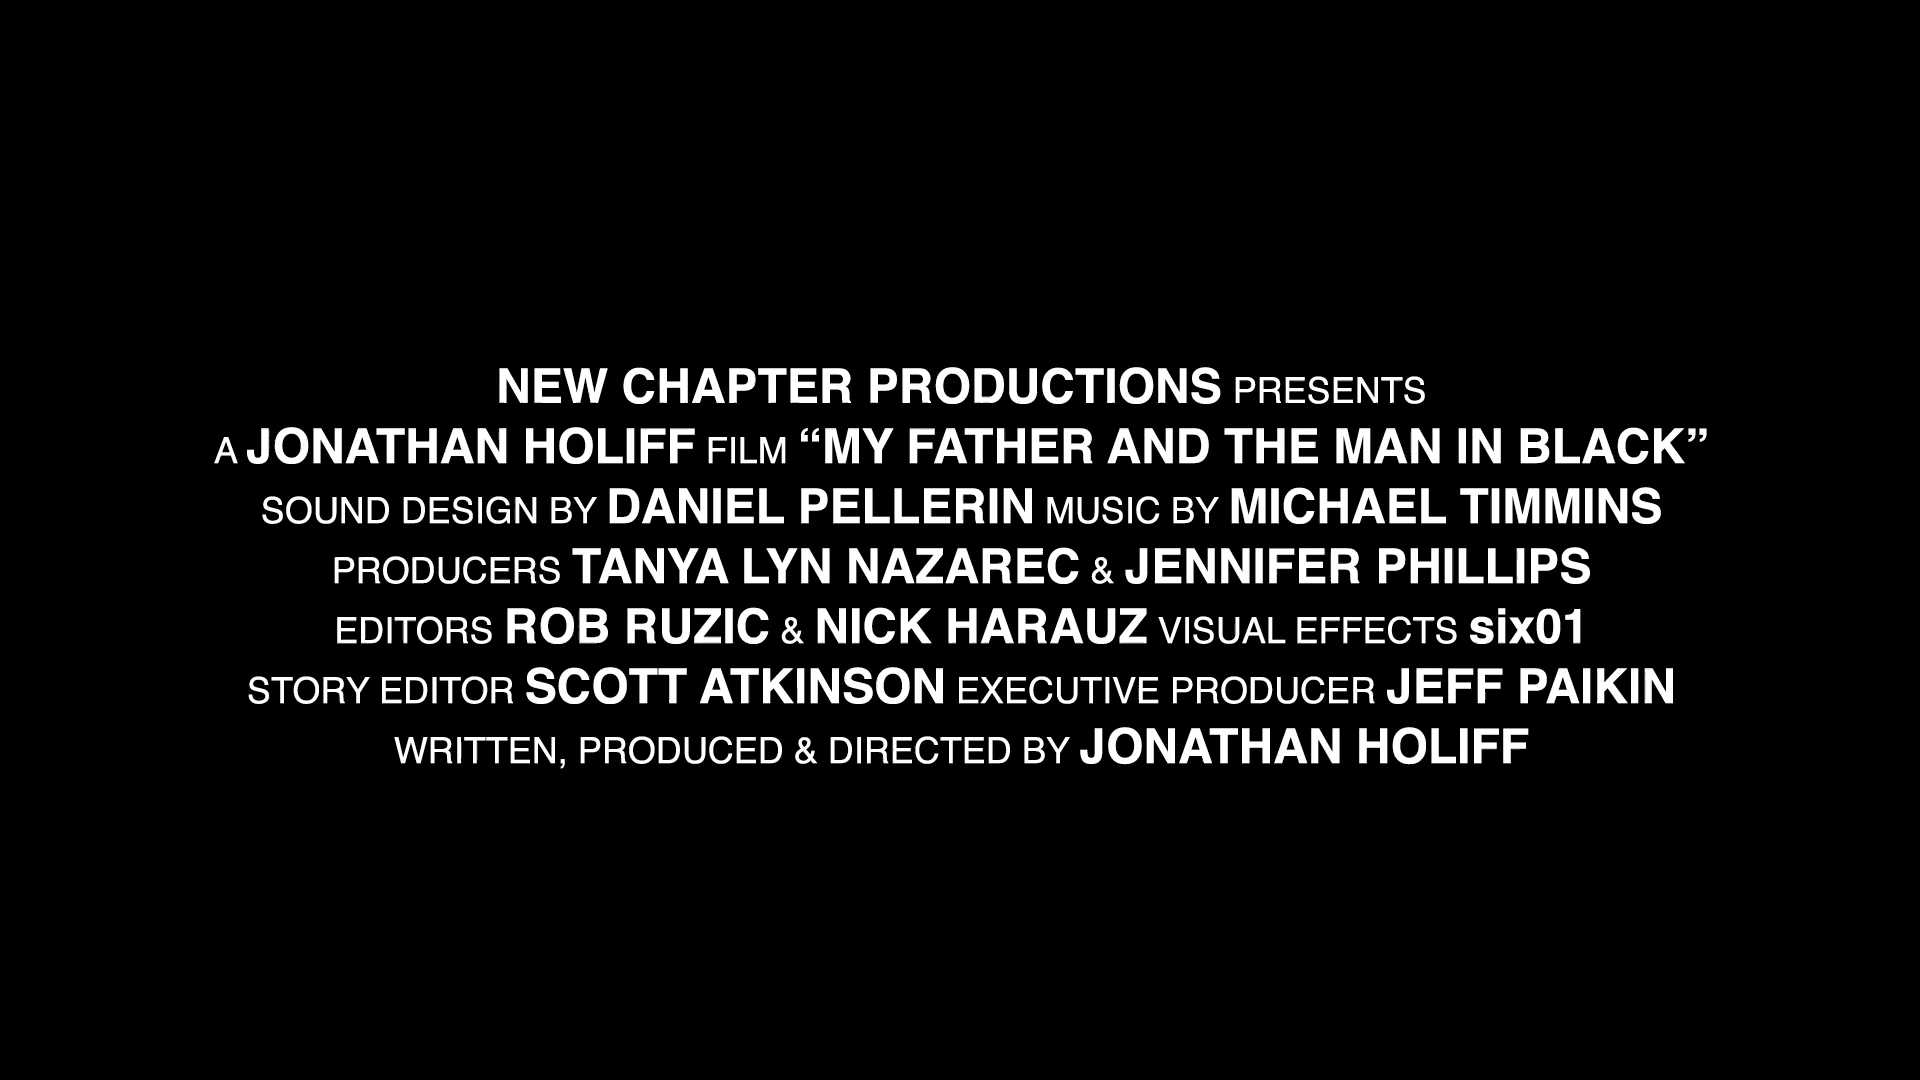 NEW CHAPTER PRODUCTIONS PRESENTS
A JONATHAN HOLIFF FILM “MY FATHER AND THE MAN IN BLACK”
SOUND DESIGN BY DANIEL PELLERIN MUSIC BY MICHAEL TIMMINS
PRODUCERS TANYA LYN NAZAREC & JENNIFER PHILLIPS
EDITORS ROB RUZIC & NICK HARAUZ VISUAL EFFECTS six01
STORY EDITOR SCOTT ATKINSON EXECUTIVE PRODUCER JEFF PAIKIN
WRITTEN, PRODUCED & DIRECTED BY JONATHAN HOLIFF